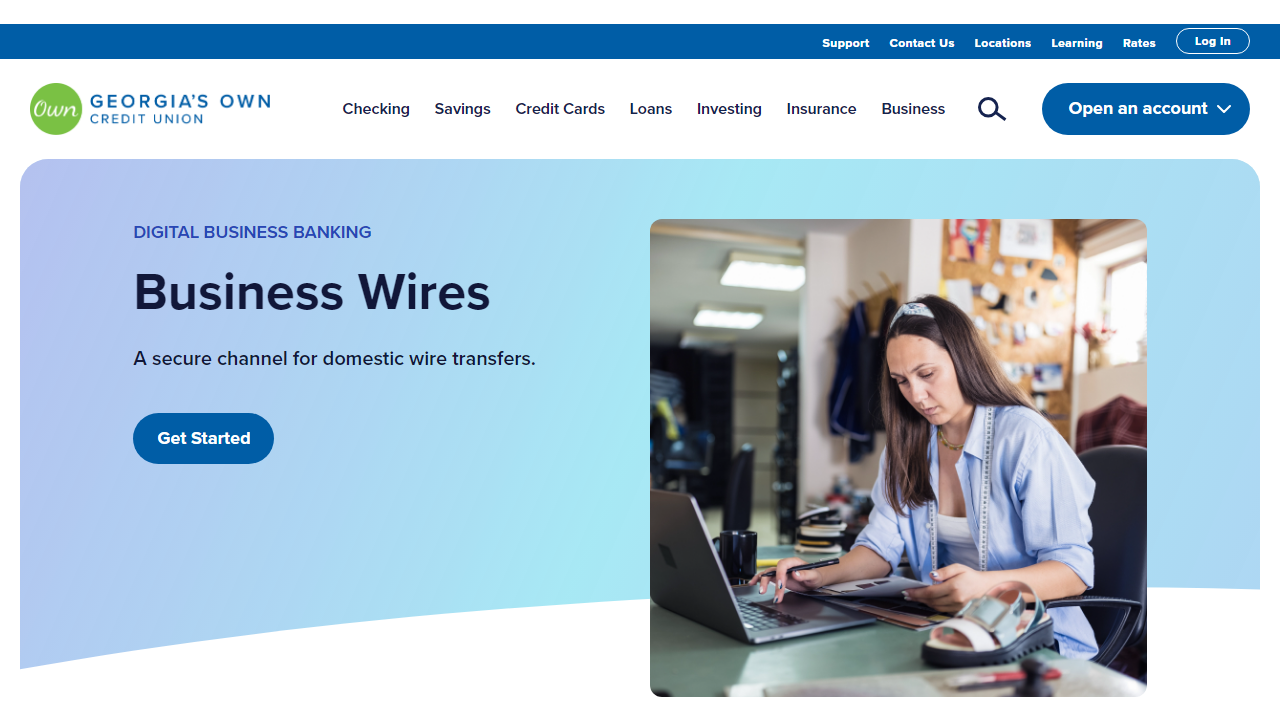 Support Contact Us Locations Learning Rates Log In
Own GEORGIA'S OWN
CREDIT UNION
Checking Savings Credit Cards Loans Investing Insurance Business Open an account
DIGITAL BUSINESS BANKING
Business Wires
A secure channel for domestic wire transfers.
Get Started